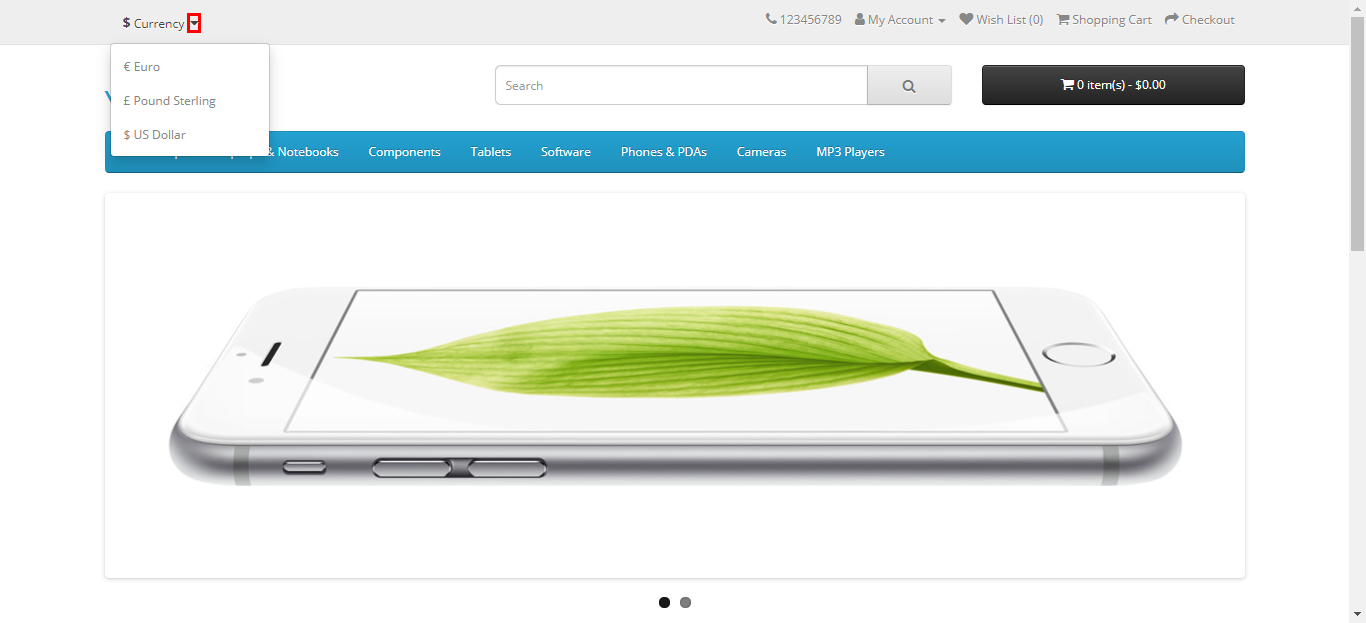 $ Currency
123456789 My Account Wish List (0) Shopping Cart Checkout
€ Euro
£ Pound Sterling
$ US Dollar
Search
0 item(s) - $0.00
& Notebooks Components Tablets Software Phones & PDAs Cameras MP3 Players